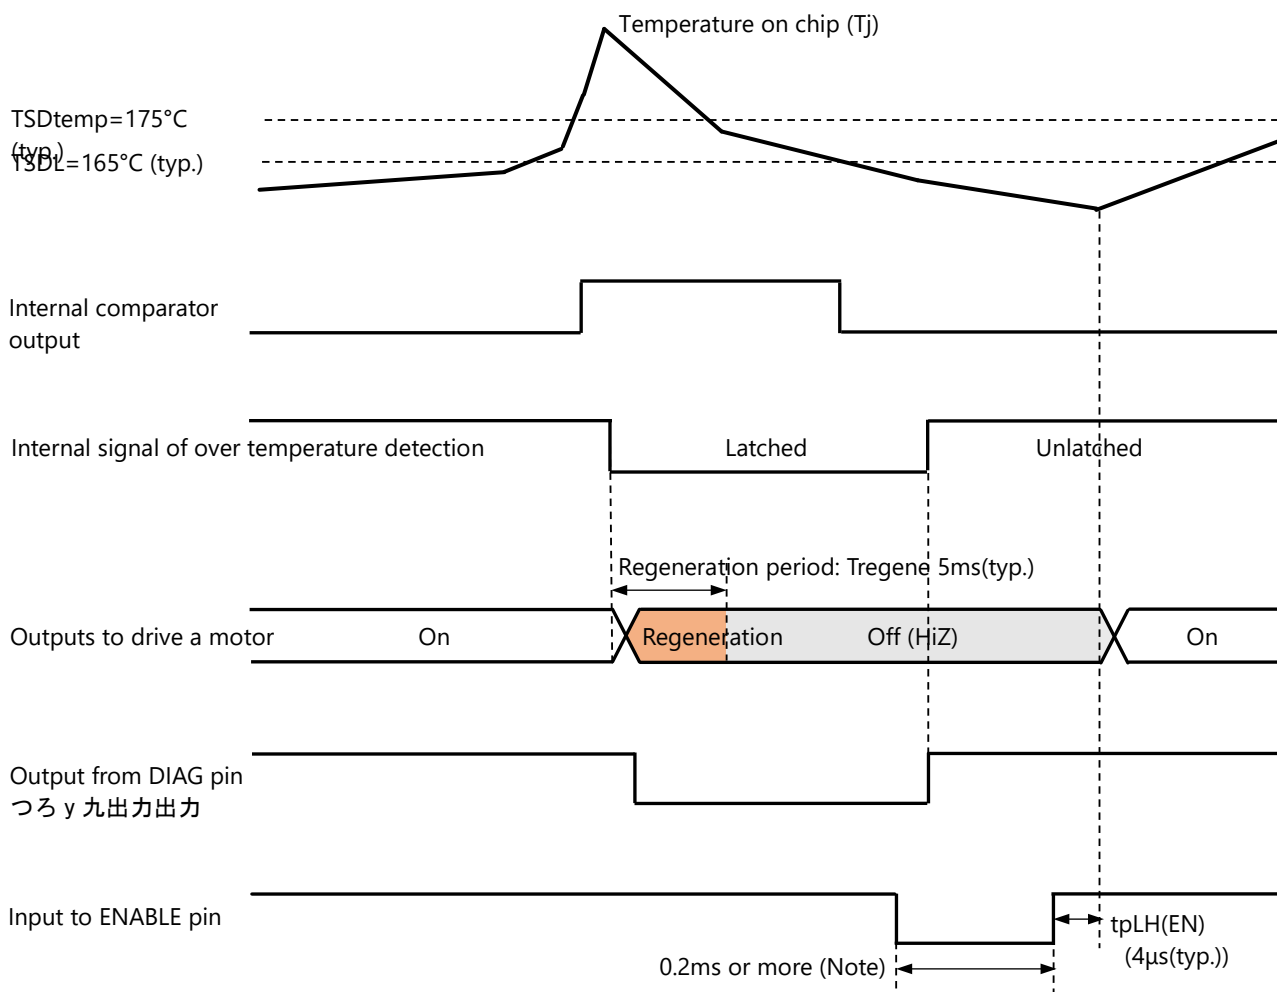 Temperature on chip (Tj)
TSDtemp=175°C
(typ.)
TSDL=165°C (typ.)
Internal comparator
output
Internal signal of over temperature detection
Latched
Unlatched
Regeneration period: Tregene 5ms(typ.)
Outputs to drive a motor
On
Regeneration
Off (HiZ)
On
Output from DIAG pin
つろ y 九出力出力
Input to ENABLE pin
tpLH(EN)
(4µs(typ.))
0.2ms or more (Note)